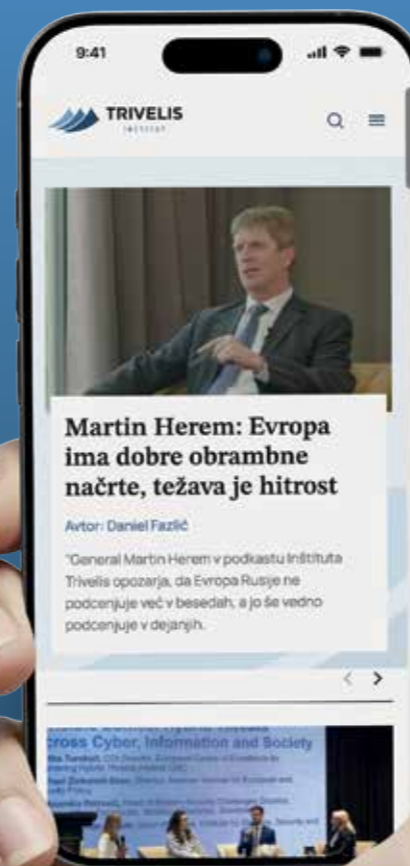 9:41
TRIVELIS
INSTITUT
Martin Herem: Evropa
ima dobre obrambne
načrte, težava je hitrost
Avtor: Daniel Fazlić
"General Martin Herem v podkastu Inštituta
Trivelis opozarja, da Evropa Rusije ne
podcenjuje več v besedah, a jo še vedno
podcenjuje v dejanjih.
cross Cyber, Information and Society